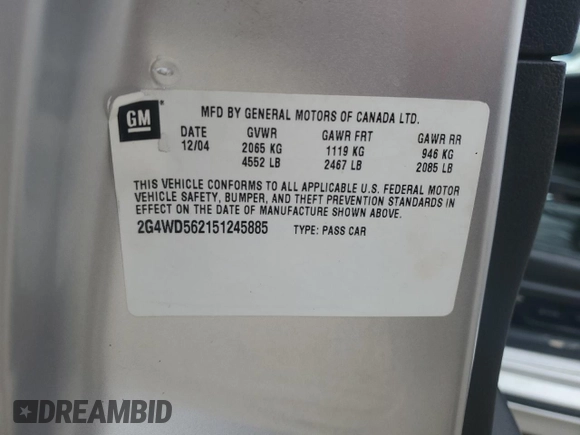 GM
MFD BY GENERAL MOTORS OF CANADA LTD.
DATE GVWR GAWR FRT GAWR RR
12/04 2065 KG 1119 KG 946 KG
4552 LB 2467 LB 2085 LB
THIS VEHICLE CONFORMS TO ALL APPLICABLE U.S. FEDERAL MOTOR
VEHICLE SAFETY, BUMPER, AND THEFT PREVENTION STANDARDS IN
EFFECT ON THE DATE OF MANUFACTURE SHOWN ABOVE.
2G4WD562151245885 TYPE: PASS CAR
DREAMBID